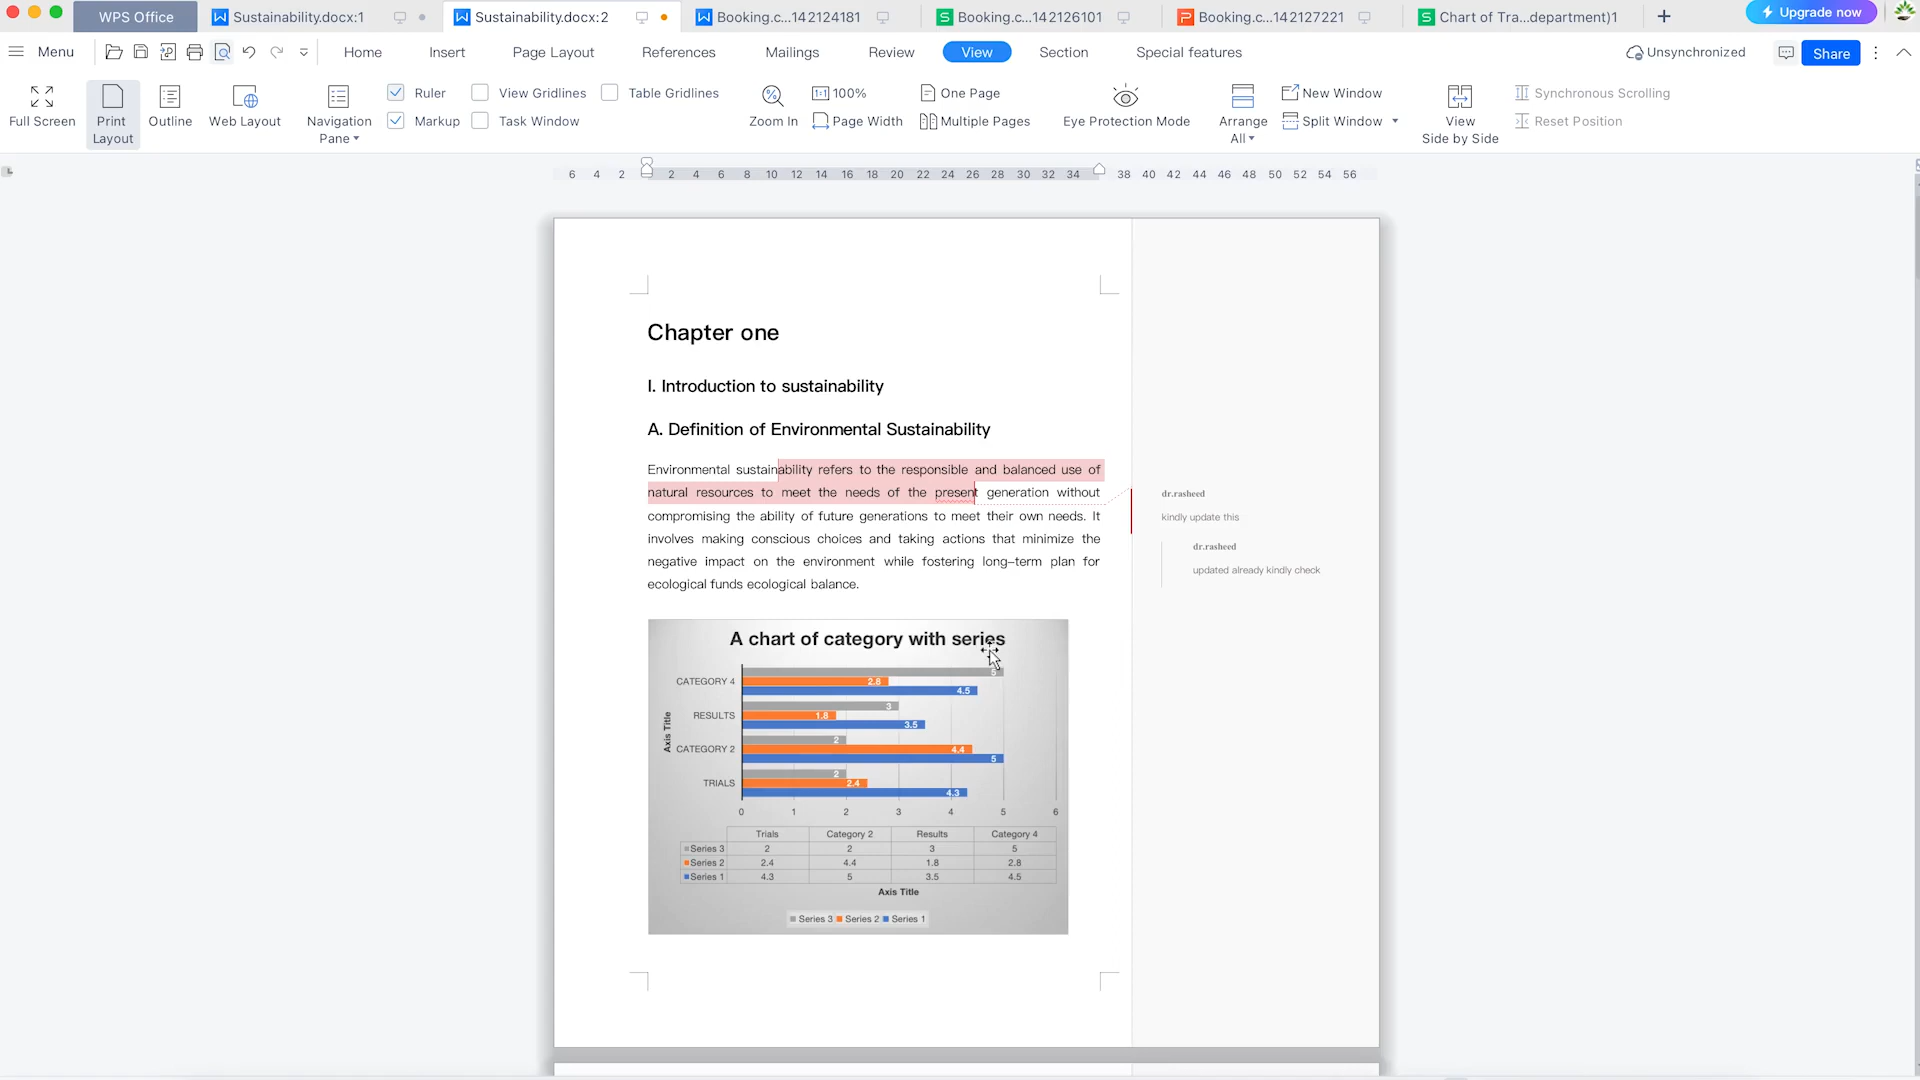 WPS Office
Sustainability.docx:1
Sustainability.docx:2
Booking.c...142124181
Booking.c...142126101
Booking.c...142127221
Chart of Tra...department)1
Upgrade now
Menu
Home
Insert
Page Layout
References
Mailings
Review
View
Section
Special features
Unsynchronized
Share
Full Screen
Print Layout
Outline
Web Layout
Navigation Pane
Ruler
View Gridlines
Table Gridlines
Markup
Task Window
Zoom In
100%
Page Width
One Page
Multiple Pages
Eye Protection Mode
Arrange All
New Window
Split Window
View Side by Side
Synchronous Scrolling
Reset Position
6 4 2 2 4 6 8 10 12 14 16 18 20 22 24 26 28 30 32 34 38 40 42 44 46 48 50 52 54 56
Chapter one
I. Introduction to sustainability
A. Definition of Environmental Sustainability
Environmental sustainability refers to the responsible and balanced use of
natural resources to meet the needs of the present generation without
compromising the ability of future generations to meet their own needs. It
involves making conscious choices and taking actions that minimize the
negative impact on the environment while fostering long-term plan for
ecological funds ecological balance.
dr.rasheed
kindly update this
dr.rasheed
updated already kindly check
A chart of category with series
Axis Title
CATEGORY 4
5
2.8
4.5
RESULTS
3
1.8
3.5
CATEGORY 2
2
4.4
5
TRIALS
2
2.4
4.3
0 1 2 3 4 5 6
Trials Category 2 Results Category 4
Series 3 2 2 3 5
Series 2 2.4 4.4 1.8 2.8
Series 1 4.3 5 3.5 4.5
Axis Title
Series 3 Series 2 Series 1